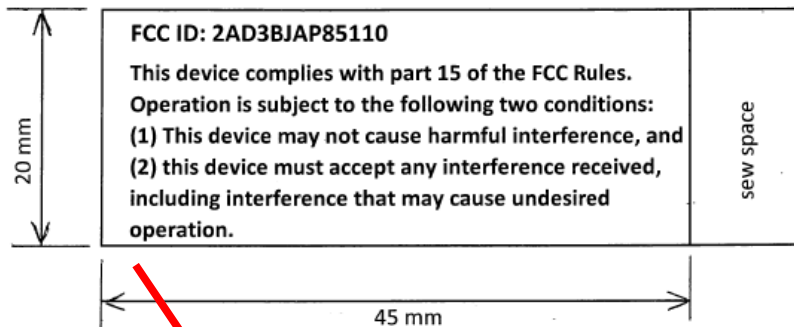 FCC ID: 2AD3BJAP85110
This device complies with part 15 of the FCC Rules.
Operation is subject to the following two conditions:
(1) This device may not cause harmful interference, and
(2) this device must accept any interference received,
including interference that may cause undesired
operation.
20 mm
sew space
45 mm